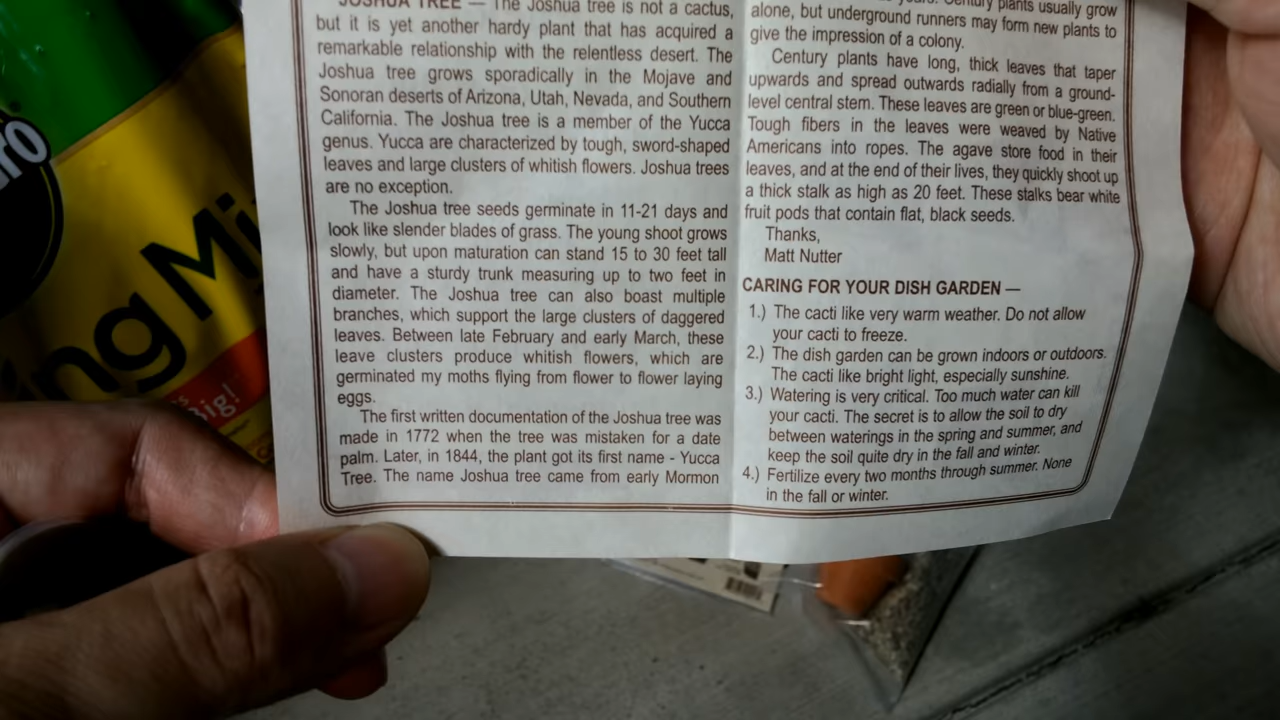 JOSHUA TREE — The Joshua tree is not a cactus,
but it is yet another hardy plant that has acquired a
remarkable relationship with the relentless desert. The
Joshua tree grows sporadically in the Mojave and
Sonoran deserts of Arizona, Utah, Nevada, and Southern
California. The Joshua tree is a member of the Yucca
genus. Yucca are characterized by tough, sword-shaped
leaves and large clusters of whitish flowers. Joshua trees
are no exception.
The Joshua tree seeds germinate in 11-21 days and
look like slender blades of grass. The young shoot grows
slowly, but upon maturation can stand 15 to 30 feet tall
and have a sturdy trunk measuring up to two feet in
diameter. The Joshua tree can also boast multiple
branches, which support the large clusters of daggered
leaves. Between late February and early March, these
leave clusters produce whitish flowers, which are
germinated my moths flying from flower to flower laying
eggs.
The first written documentation of the Joshua tree was
made in 1772 when the tree was mistaken for a date
palm. Later, in 1844, the plant got its first name - Yucca
Tree. The name Joshua tree came from early Mormon
years. Century plants usually grow
alone, but underground runners may form new plants to
give the impression of a colony.
Century plants have long, thick leaves that taper
upwards and spread outwards radially from a ground-
level central stem. These leaves are green or blue-green.
Tough fibers in the leaves were weaved by Native
Americans into ropes. The agave store food in their
leaves, and at the end of their lives, they quickly shoot up
a thick stalk as high as 20 feet. These stalks bear white
fruit pods that contain flat, black seeds.
Thanks,
Matt Nutter
CARING FOR YOUR DISH GARDEN —
1.) The cacti like very warm weather. Do not allow
your cacti to freeze.
2.) The dish garden can be grown indoors or outdoors.
The cacti like bright light, especially sunshine.
3.) Watering is very critical. Too much water can kill
your cacti. The secret is to allow the soil to dry
between waterings in the spring and summer, and
keep the soil quite dry in the fall and winter.
4.) Fertilize every two months through summer. None
in the fall or winter.
ro
ng Mi
Big!